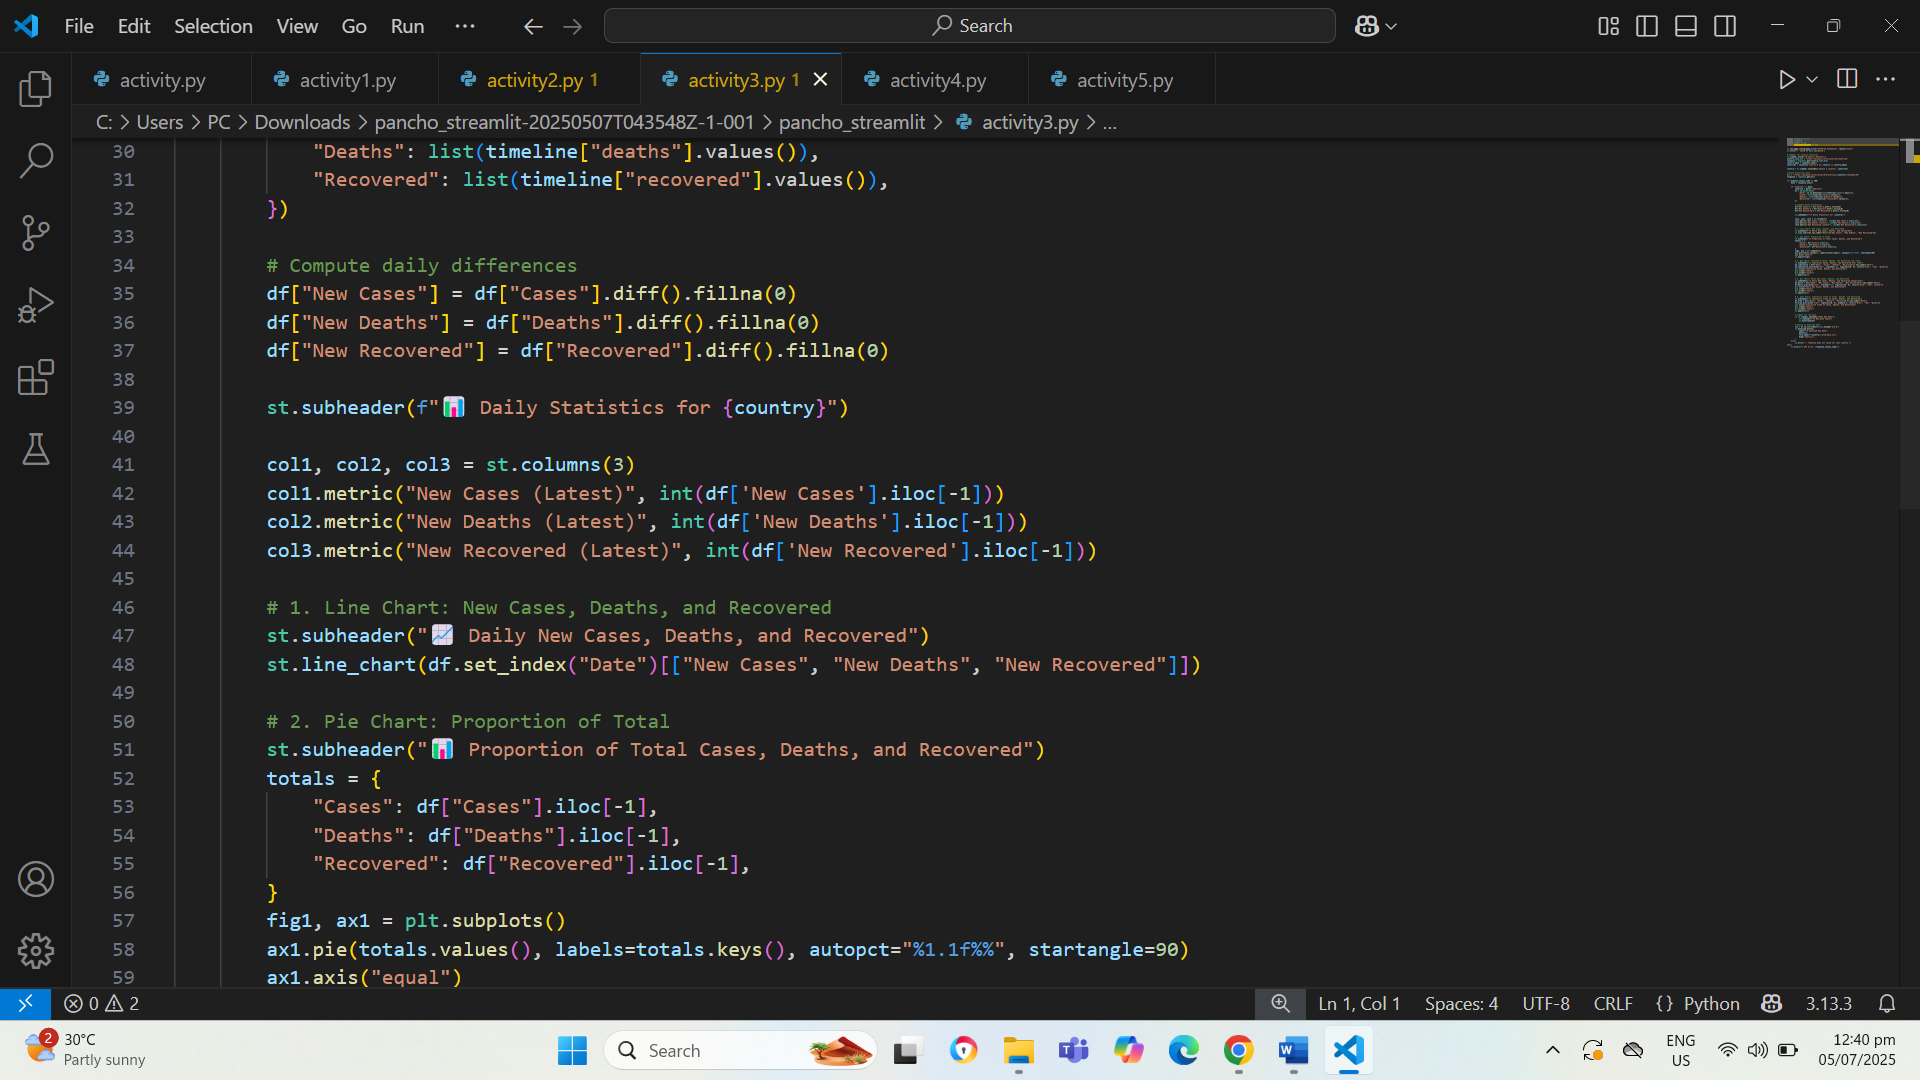 File Edit Selection View Go Run ... Search
activity.py activity1.py activity2.py 1 activity3.py 1 activity4.py activity5.py
C: > Users > PC > Downloads > pancho_streamlit-20250507T043548Z-1-001 > pancho_streamlit > activity3.py > ...
30 "Deaths": list(timeline["deaths"].values()),
31 "Recovered": list(timeline["recovered"].values()),
32 })
33
34 # Compute daily differences
35 df["New Cases"] = df["Cases"].diff().fillna(0)
36 df["New Deaths"] = df["Deaths"].diff().fillna(0)
37 df["New Recovered"] = df["Recovered"].diff().fillna(0)
38
39 st.subheader(f"📊 Daily Statistics for {country}")
40
41 col1, col2, col3 = st.columns(3)
42 col1.metric("New Cases (Latest)", int(df['New Cases'].iloc[-1]))
43 col2.metric("New Deaths (Latest)", int(df['New Deaths'].iloc[-1]))
44 col3.metric("New Recovered (Latest)", int(df['New Recovered'].iloc[-1]))
45
46 # 1. Line Chart: New Cases, Deaths, and Recovered
47 st.subheader("📈 Daily New Cases, Deaths, and Recovered")
48 st.line_chart(df.set_index("Date")[["New Cases", "New Deaths", "New Recovered"]])
49
50 # 2. Pie Chart: Proportion of Total
51 st.subheader("📊 Proportion of Total Cases, Deaths, and Recovered")
52 totals = {
53 "Cases": df["Cases"].iloc[-1],
54 "Deaths": df["Deaths"].iloc[-1],
55 "Recovered": df["Recovered"].iloc[-1],
56 }
57 fig1, ax1 = plt.subplots()
58 ax1.pie(totals.values(), labels=totals.keys(), autopct="%1.1f%%", startangle=90)
59 ax1.axis("equal")
0 2 Ln 1, Col 1 Spaces: 4 UTF-8 CRLF {} Python 3.13.3
2 30°C
Partly sunny
Search
ENG
US
12:40 pm
05/07/2025